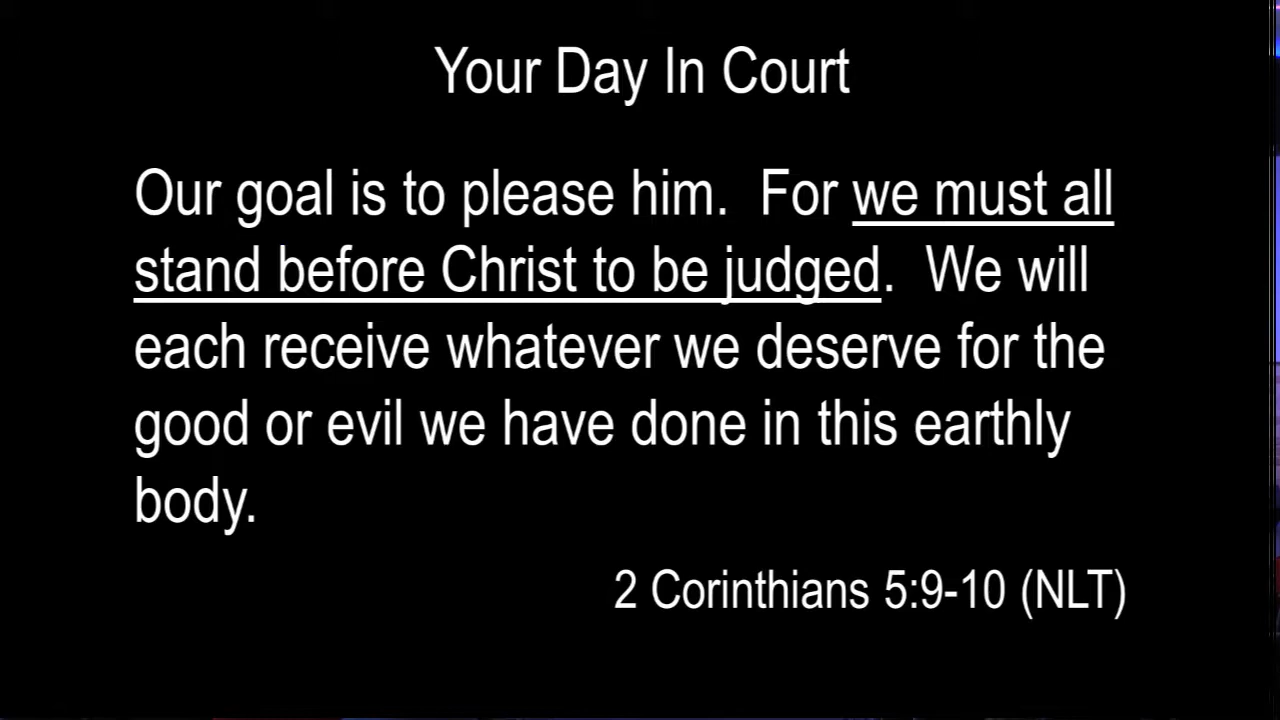 Your Day In Court
Our goal is to please him.  For we must all
stand before Christ to be judged.  We will
each receive whatever we deserve for the
good or evil we have done in this earthly
body.
2 Corinthians 5:9-10 (NLT)